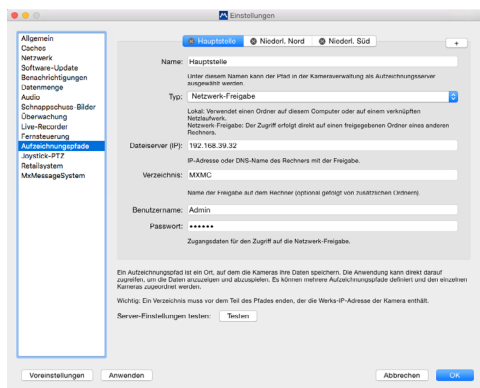 Einstellungen
Allgemein
Caches
Netzwerk
Software-Update
Benachrichtigungen
Datenmenge
Audio
Schnappschuss-Bilder
Überwachung
Live-Recorder
Fernsteuerung
Aufzeichnungspfade
Joystick-PTZ
Retailsystem
MxMessageSystem
Hauptstelle
Niederl. Nord
Niederl. Süd
+
Name: Hauptstelle
Unter diesem Namen kann der Pfad in der Kameraverwaltung als Aufzeichnungsserver
ausgewählt werden.
Typ: Netzwerk-Freigabe
Lokal: Verwendet einen Ordner auf diesem Computer oder auf einem verknüpften
Netzlaufwerk.
Netzwerk-Freigabe: Der Zugriff erfolgt direkt auf einen freigegebenen Ordner eines anderen
Rechners.
Dateiserver (IP): 192.168.39.32
IP-Adresse oder DNS-Name des Rechners mit der Freigabe.
Verzeichnis: MXMC
Name der Freigabe auf dem Rechner (optional gefolgt von zusätzlichen Ordnern).
Benutzername: Admin
Passwort: ••••••
Zugangsdaten für den Zugriff auf die Netzwerk-Freigabe.
Ein Aufzeichnungspfad ist ein Ort, auf dem die Kameras ihre Daten speichern. Die Anwendung kann direkt darauf
zugreifen, um die Daten anzuzeigen und abzuspielen. Es können mehrere Aufzeichnungspfade definiert und den einzelnen
Kameras zugeordnet werden.
Wichtig: Ein Verzeichnis muss vor dem Teil des Pfades enden, der die Werks-IP-Adresse der Kamera enthält.
Server-Einstellungen testen: Testen
Voreinstellungen
Anwenden
Abbrechen
OK